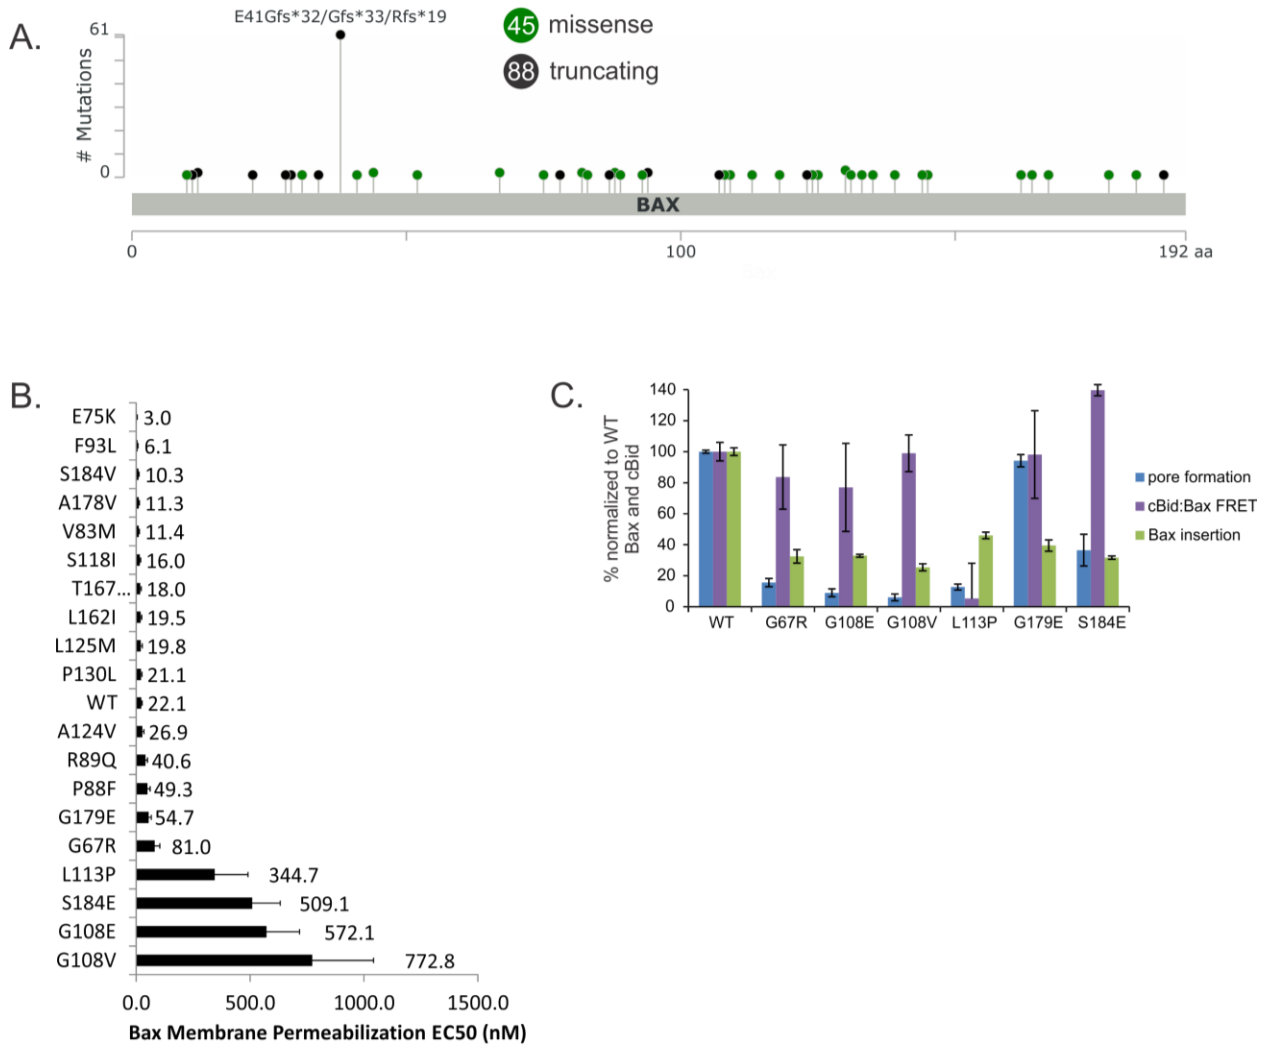 A.
E41Gfs*32/Gfs*33/Rfs*19
61
0
# Mutations
45 missense
88 truncating
BAX
0
100
192 aa
B.
E75K 3.0
F93L 6.1
S184V 10.3
A178V 11.3
V83M 11.4
S118I 16.0
T167... 18.0
L162I 19.5
L125M 19.8
P130L 21.1
WT 22.1
A124V 26.9
R89Q 40.6
P88F 49.3
G179E 54.7
G67R 81.0
L113P 344.7
S184E 509.1
G108E 572.1
G108V 772.8
0.0 500.0 1000.0 1500.0
Bax Membrane Permeabilization EC50 (nM)
C.
% normalized to WT
Bax and cBid
140
120
100
80
60
40
20
0
WT G67R G108E G108V L113P G179E S184E
pore formation
cBid:Bax FRET
Bax insertion